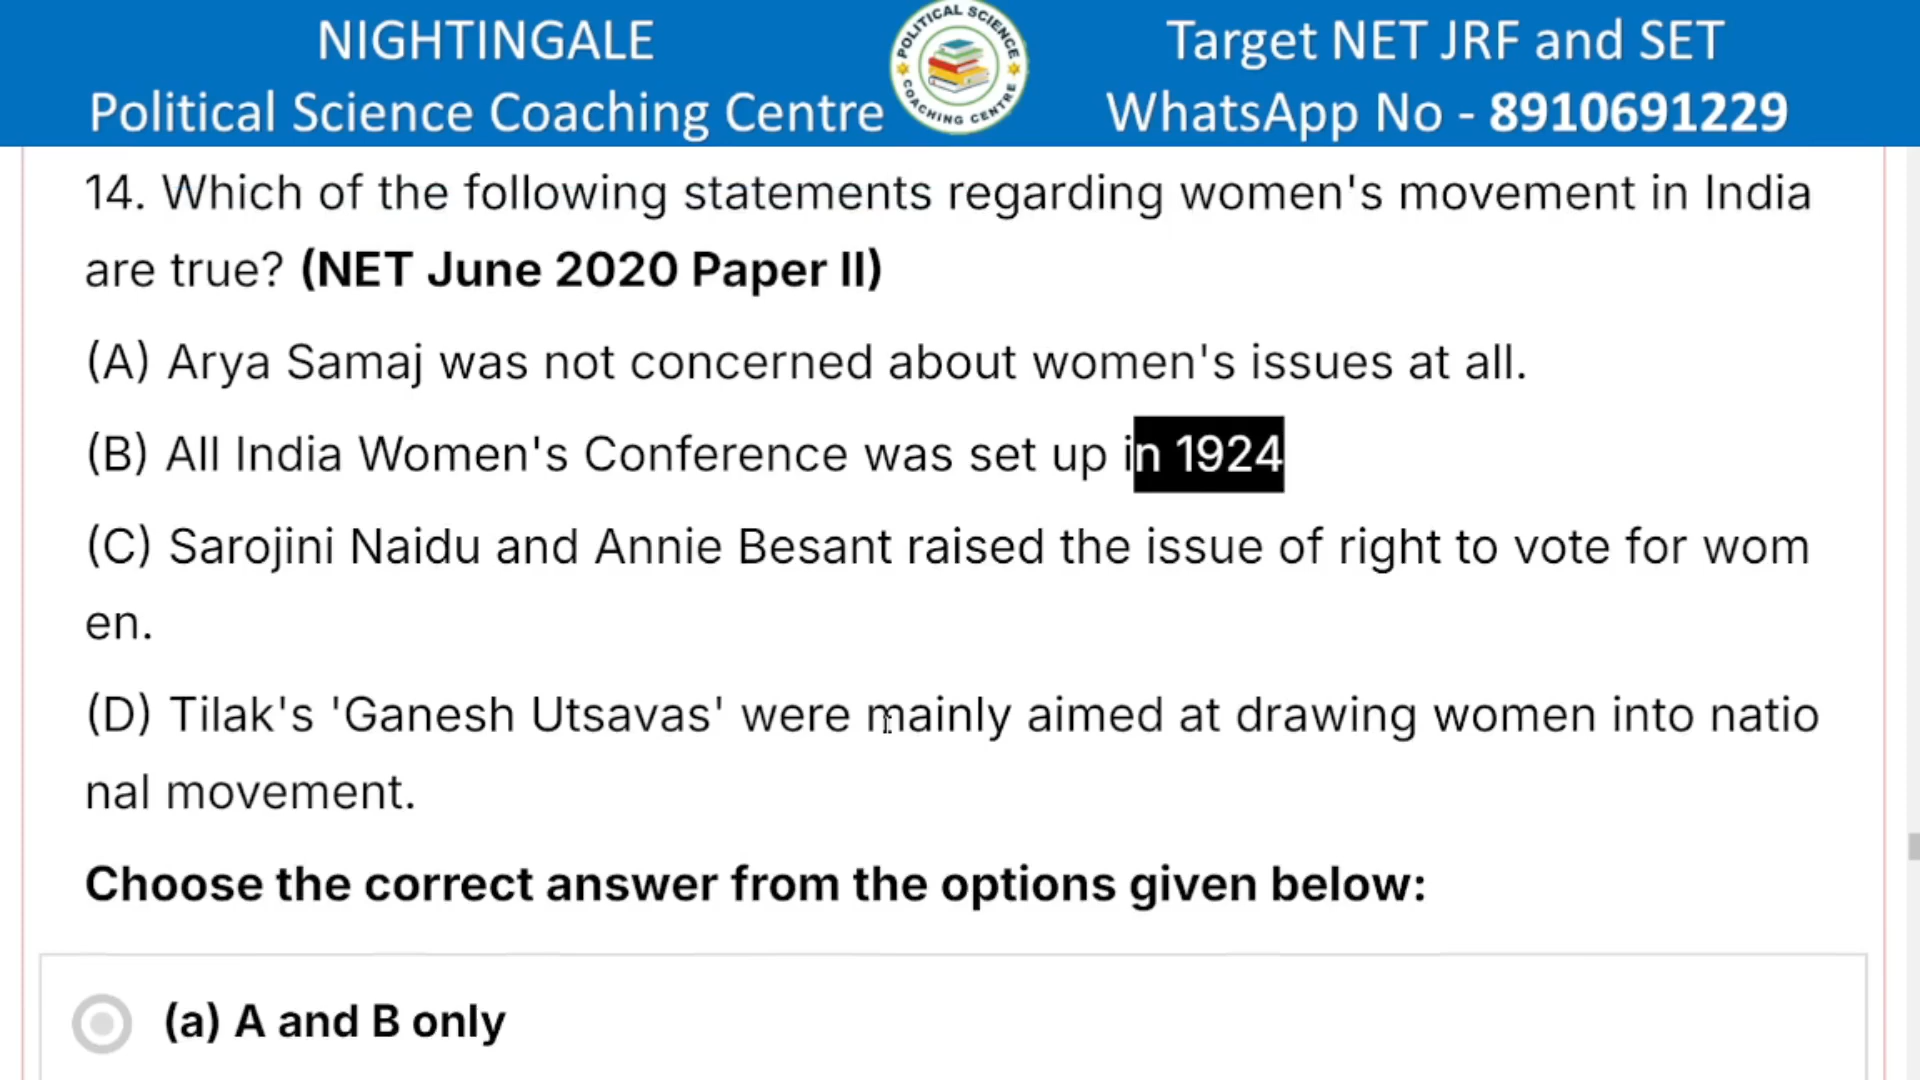 NIGHTINGALE
Political Science Coaching Centre
POLITICAL SCIENCE
COACHING CENTRE
Target NET JRF and SET
WhatsApp No - 8910691229
14. Which of the following statements regarding women's movement in India
are true? (NET June 2020 Paper II)
(A) Arya Samaj was not concerned about women's issues at all.
(B) All India Women's Conference was set up in 1924
(C) Sarojini Naidu and Annie Besant raised the issue of right to vote for wom
en.
(D) Tilak's 'Ganesh Utsavas' were mainly aimed at drawing women into natio
nal movement.
Choose the correct answer from the options given below:
(a) A and B only